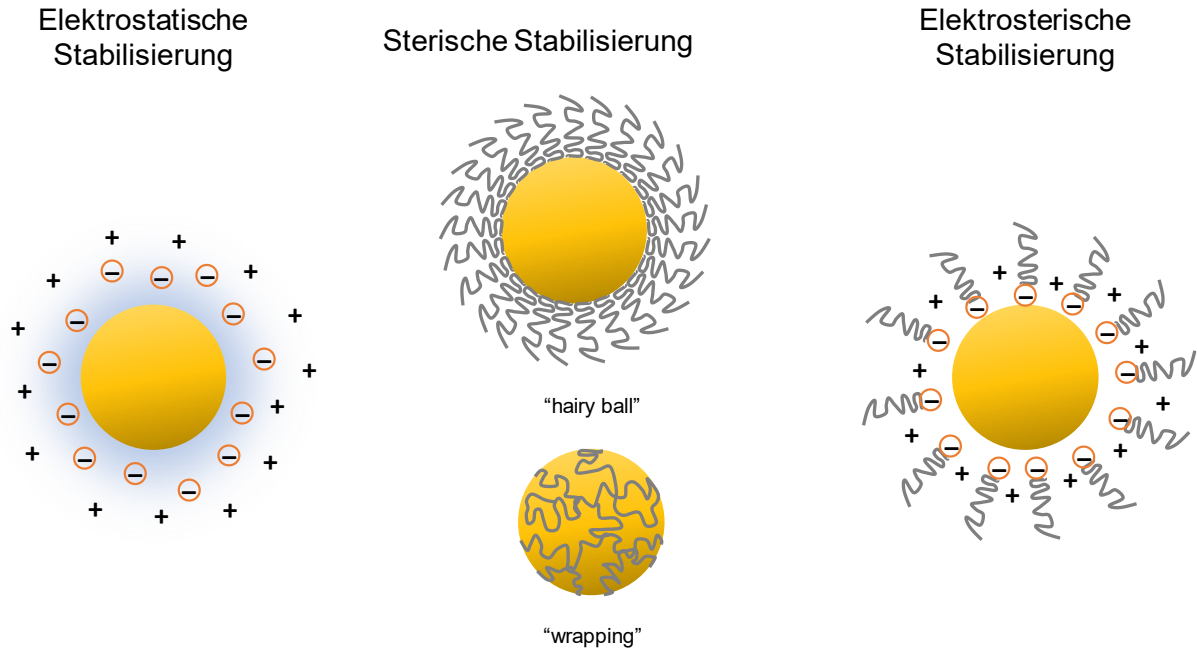 Elektrostatische
Stabilisierung
Sterische Stabilisierung
Elektrosterische
Stabilisierung
“hairy ball”
“wrapping”